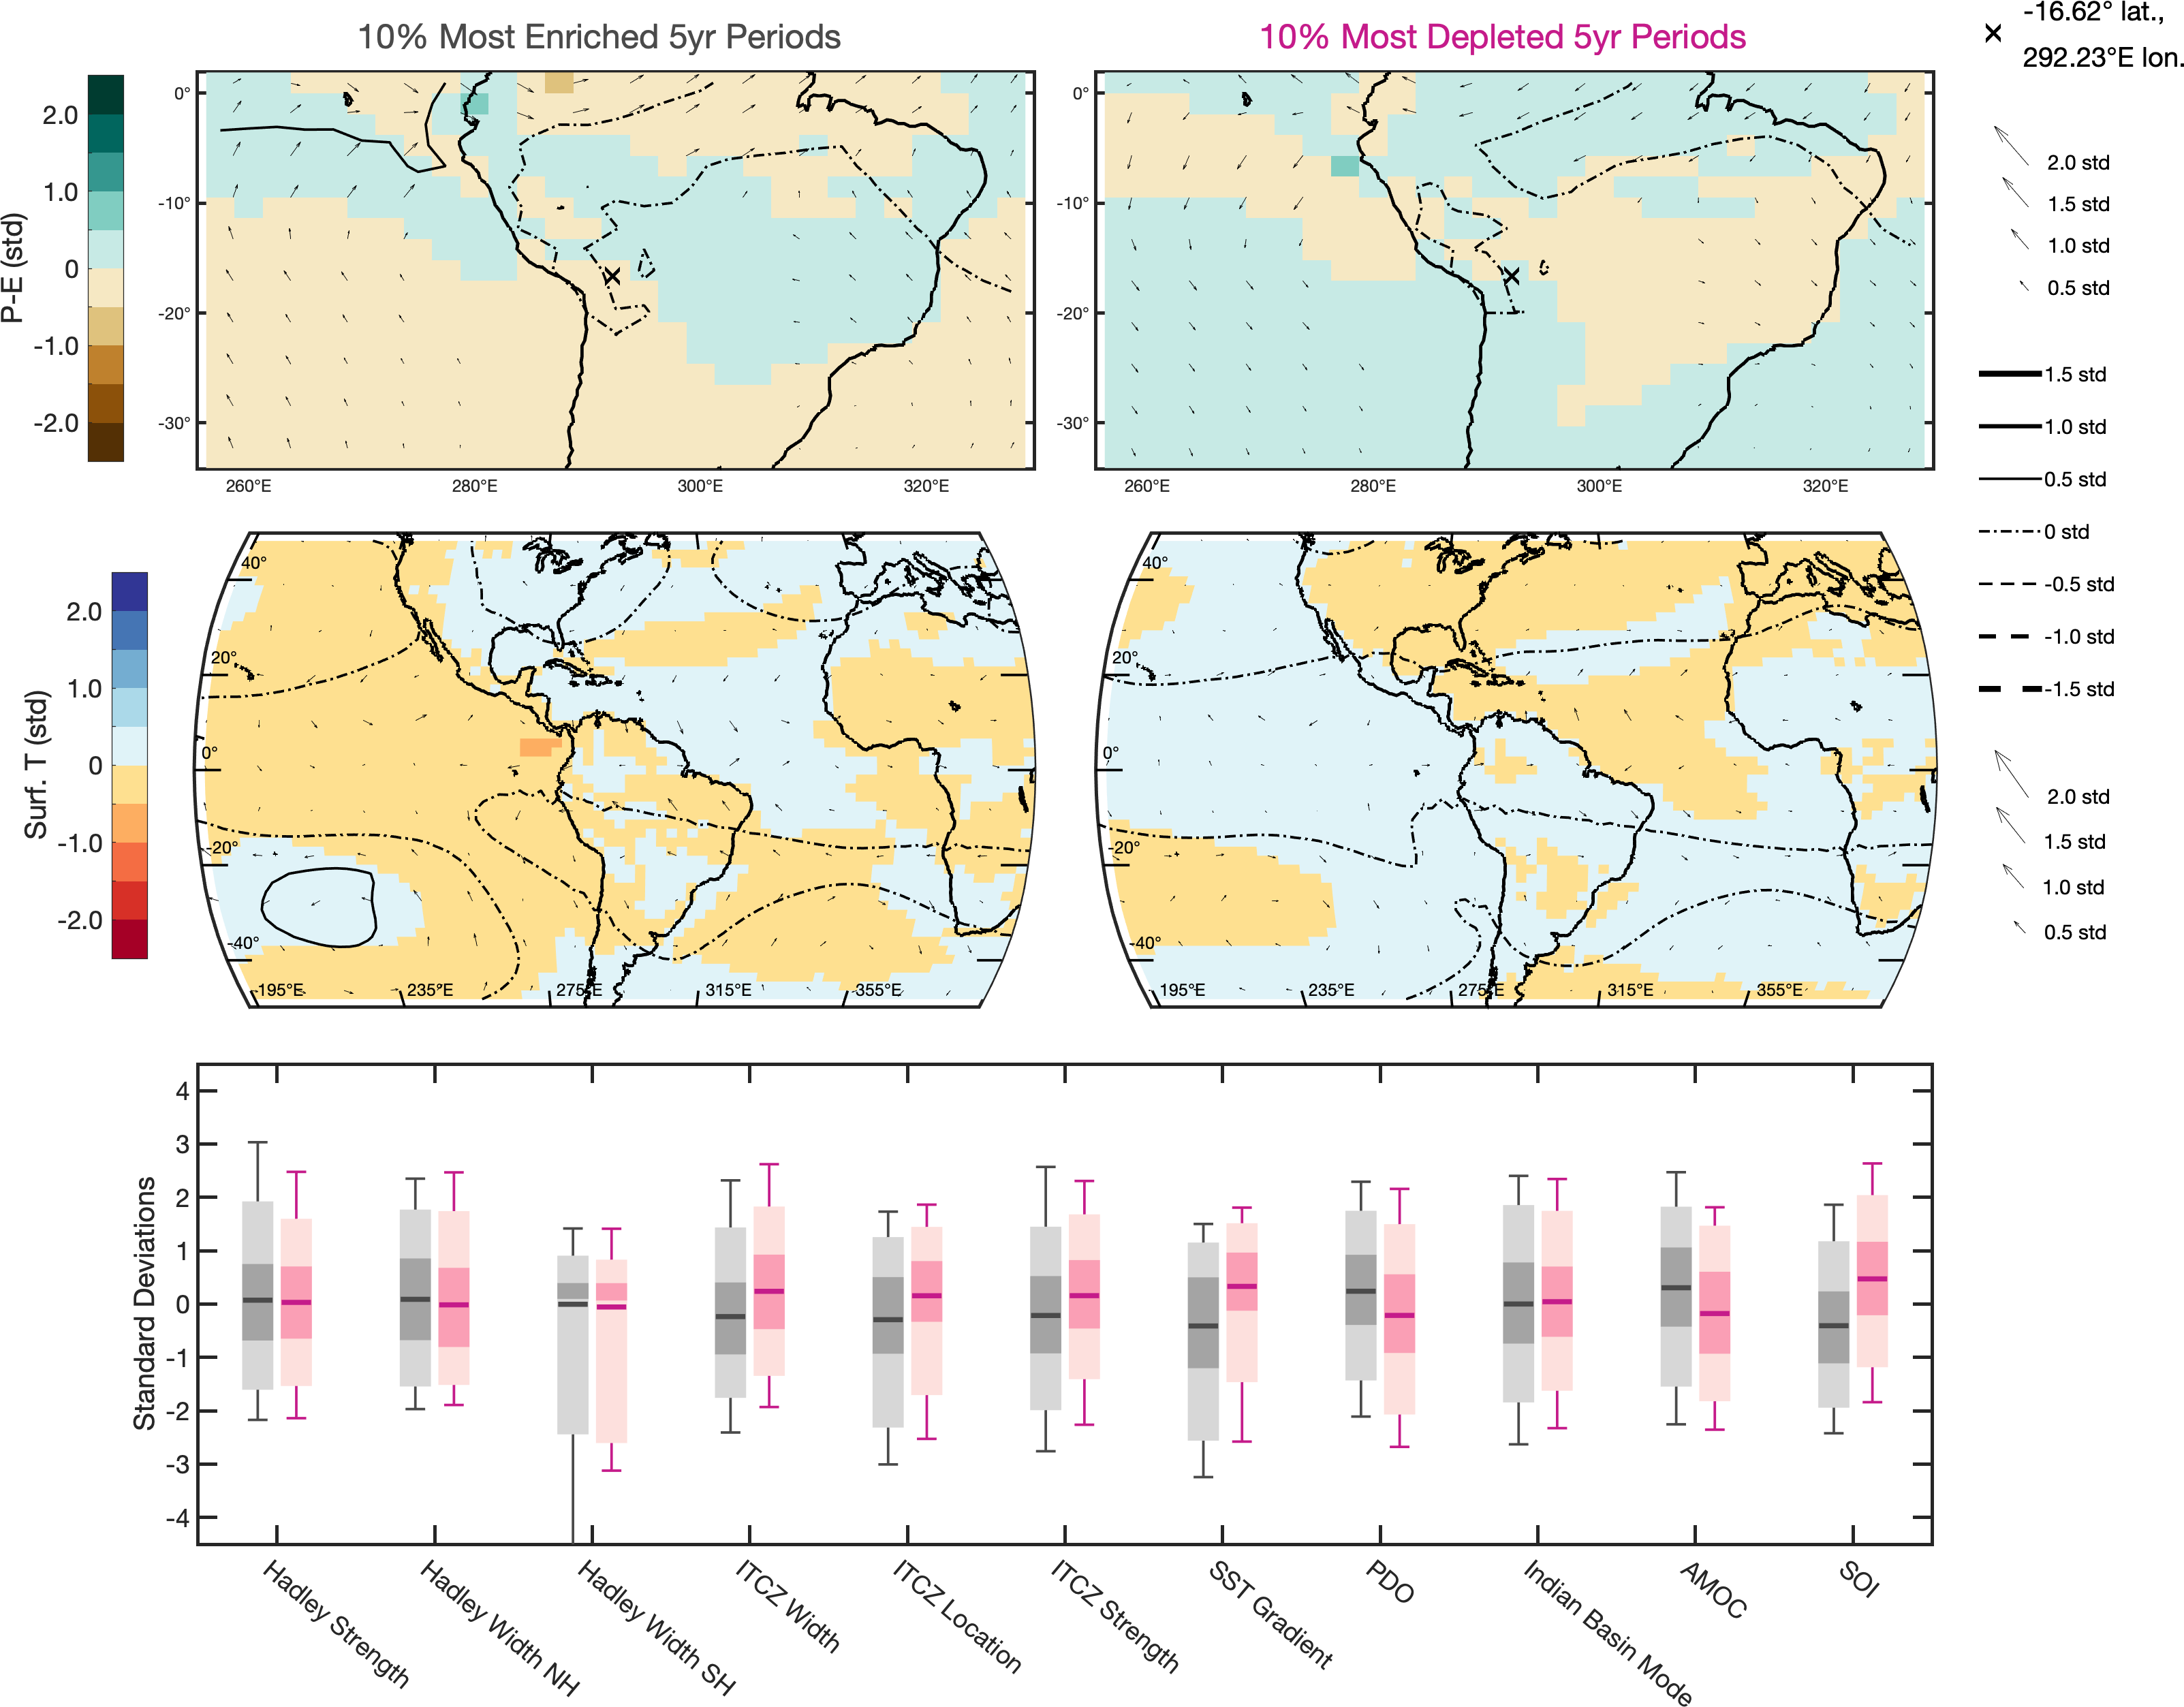 10% Most Enriched 5yr Periods
10% Most Depleted 5yr Periods
-16.62° lat.,
292.23°E lon.
P-E (std)
2.0
1.0
0
-1.0
-2.0
0°
-10°
-20°
-30°
260°E
280°E
300°E
320°E
0°
-10°
-20°
-30°
260°E
280°E
300°E
320°E
2.0 std
1.5 std
1.0 std
0.5 std
1.5 std
1.0 std
0.5 std
0 std
-0.5 std
-1.0 std
-1.5 std
2.0 std
1.5 std
1.0 std
0.5 std
Surf. T (std)
2.0
1.0
0
-1.0
-2.0
40°
20°
0°
-20°
-40°
195°E
235°E
275°E
315°E
355°E
40°
20°
0°
-20°
-40°
195°E
235°E
275°E
315°E
355°E
Standard Deviations
4
3
2
1
0
-1
-2
-3
-4
Hadley Strength
Hadley Width NH
Hadley Width SH
ITCZ Width
ITCZ Location
ITCZ Strength
SST Gradient
PDO
Indian Basin Mode
AMOC
SOI